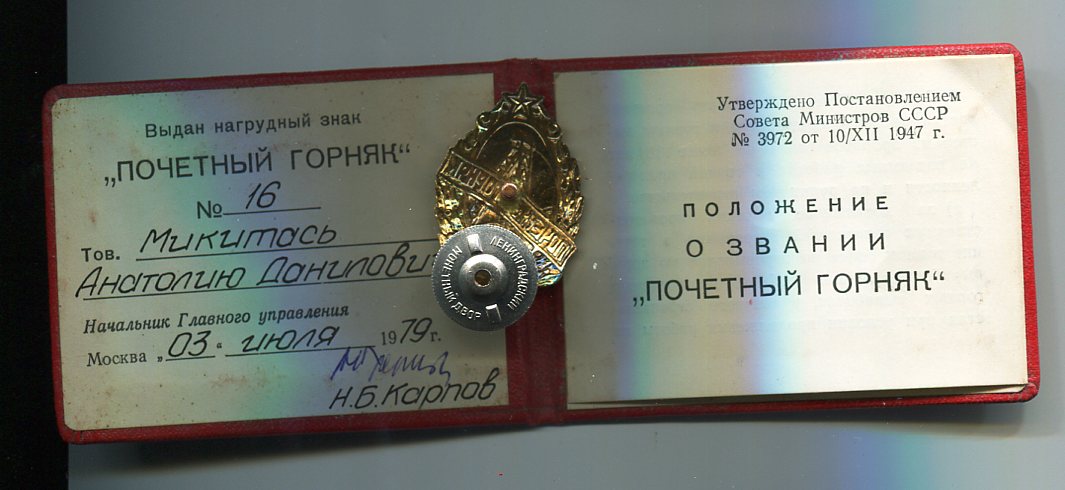 Выдан нагрудный знак
„ПОЧЕТНЫЙ ГОРНЯК“
№ 16
Тов. Микитась
Анатолию Данилови
Начальник Главного управления
Москва „03“ июля 1979 г.
Н.Б.Карпов
ЛЕНИНГРАДСКИЙ
МОНЕТНЫЙ ДВОР
Утверждено Постановлением
Совета Министров СССР
№ 3972 от 10/XII 1947 г.
ПОЛОЖЕНИЕ
О ЗВАНИИ
„ПОЧЕТНЫЙ ГОРНЯК“